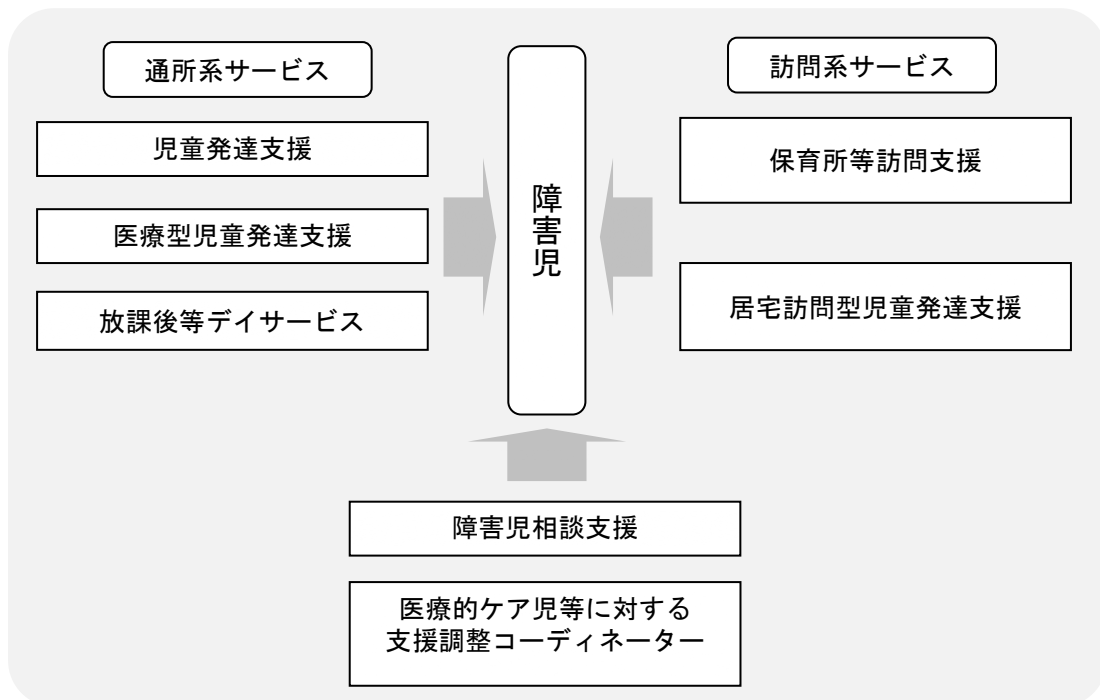 通所系サービス
児童発達支援
医療型児童発達支援
放課後等デイサービス
障害児
訪問系サービス
保育所等訪問支援
居宅訪問型児童発達支援
障害児相談支援
医療的ケア児等に対する
支援調整コーディネーター